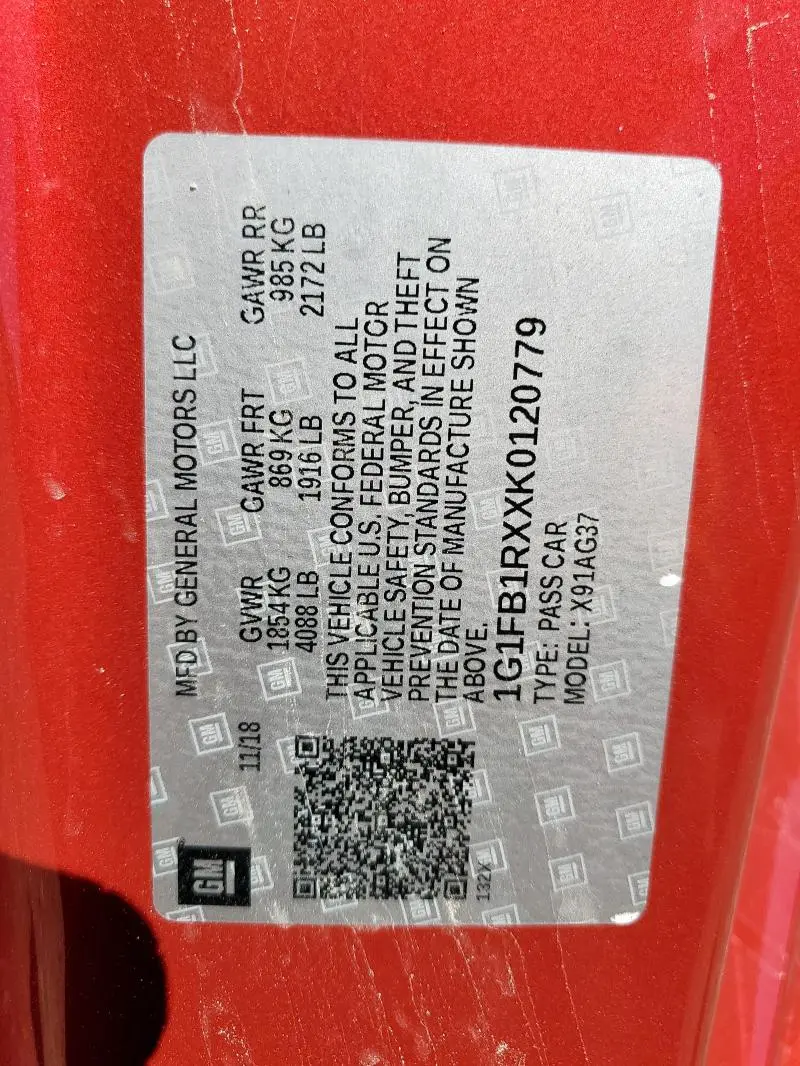 MFD BY GENERAL MOTORS LLC
11/18
GVWR GAWR FRT GAWR RR
1854 KG 869 KG 985 KG
4088 LB 1916 LB 2172 LB
THIS VEHICLE CONFORMS TO ALL
APPLICABLE U.S. FEDERAL MOTOR
VEHICLE SAFETY, BUMPER, AND THEFT
PREVENTION STANDARDS IN EFFECT ON
THE DATE OF MANUFACTURE SHOWN
ABOVE.
1G1FB1RXXK0120779
TYPE: PASS CAR
MODEL: X91AG37
GM